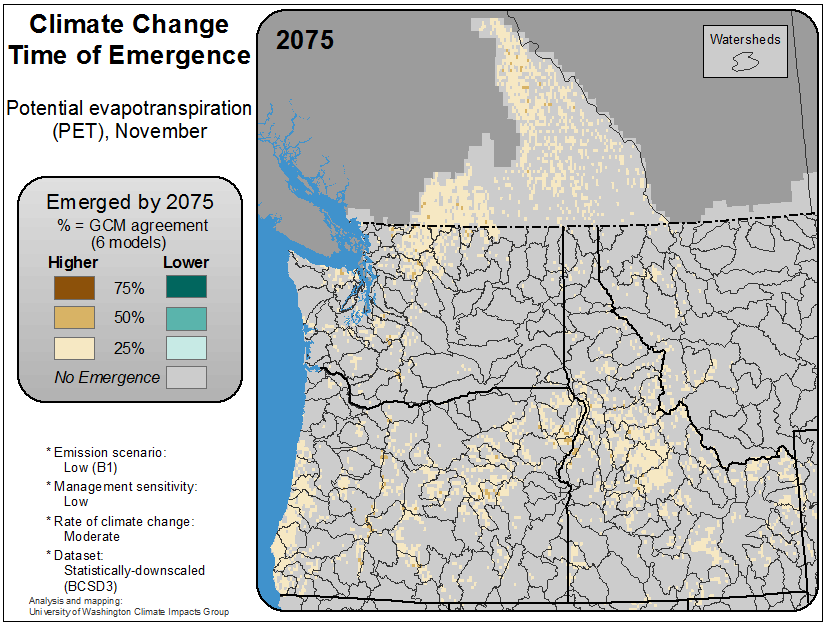 Climate Change
Time of Emergence
Potential evapotranspiration
(PET), November
Emerged by 2075
% = GCM agreement
(6 models)
Higher Lower
75%
50%
25%
No Emergence
* Emission scenario:
Low (B1)
* Management sensitivity:
Low
* Rate of climate change:
Moderate
* Dataset:
Statistically-downscaled
(BCSD3)
Analysis and mapping:
University of Washington Climate Impacts Group
2075
Watersheds